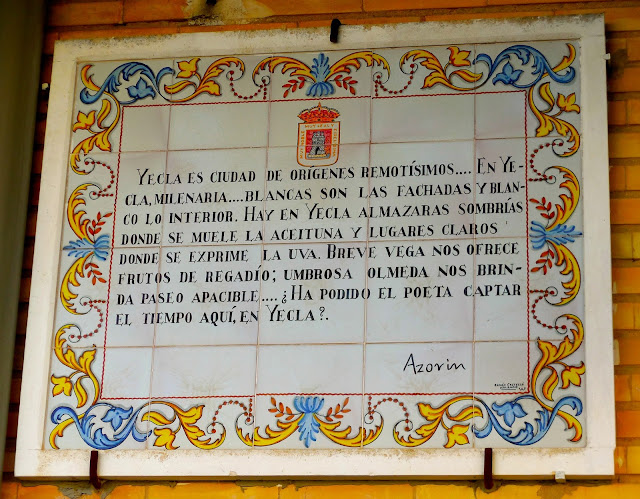 YECLA ES CIUDAD DE ORÍGENES REMOTÍSIMOS.... EN YE-
CLA, MILENARIA.... BLANCAS SON LAS FACHADAS Y BLAN-
CO LO INTERIOR. HAY EN YECLA ALMAZARAS SOMBRÍAS
DONDE SE MUELE LA ACEITUNA Y LUGARES CLAROS
DONDE SE EXPRIME LA UVA. BREVE VEGA NOS OFRECE
FRUTOS DE REGADÍO; UMBROSA OLMEDA NOS BRIN-
DA PASEO APACIBLE.... ¿HA PODIDO EL POETA CAPTAR
EL TIEMPO AQUÍ, EN YECLA?.
Azorin